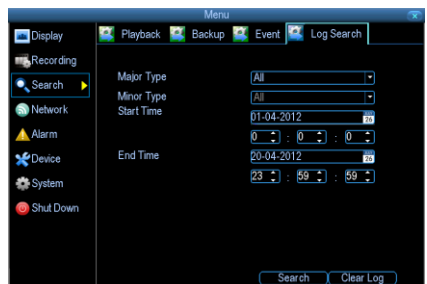 Menu
Display
Recording
Search
Network
Alarm
Device
System
Shut Down
Playback Backup Event Log Search
Major Type All
Minor Type All
Start Time 01-04-2012 26
0 : 0 : 0
End Time 20-04-2012 26
23 : 59 : 59
Search Clear Log